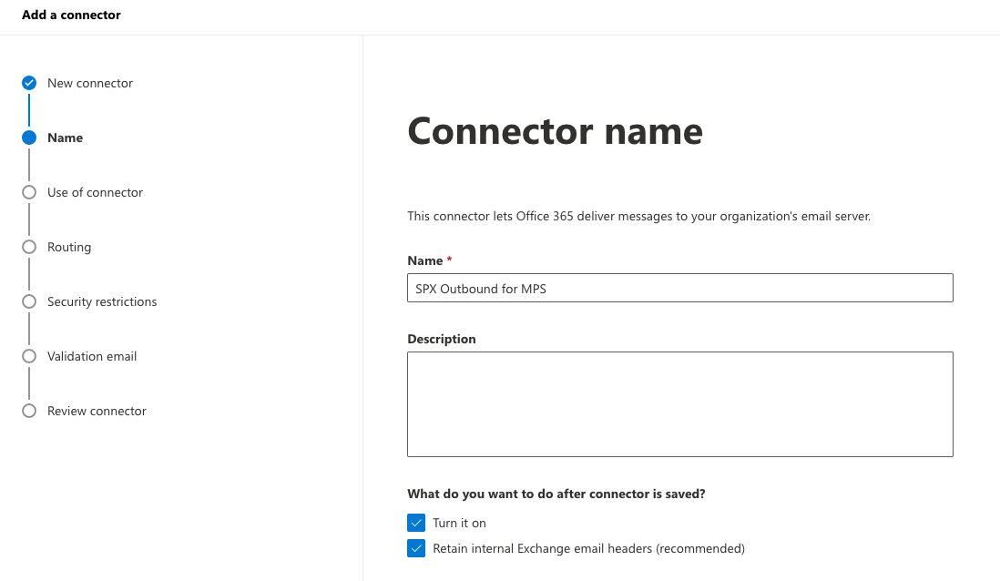 Add a connector
New connector
Name
Use of connector
Routing
Security restrictions
Validation email
Review connector
Connector name
This connector lets Office 365 deliver messages to your organization's email server.
Name *
SPX Outbound for MPS
Description
What do you want to do after connector is saved?
Turn it on
Retain internal Exchange email headers (recommended)